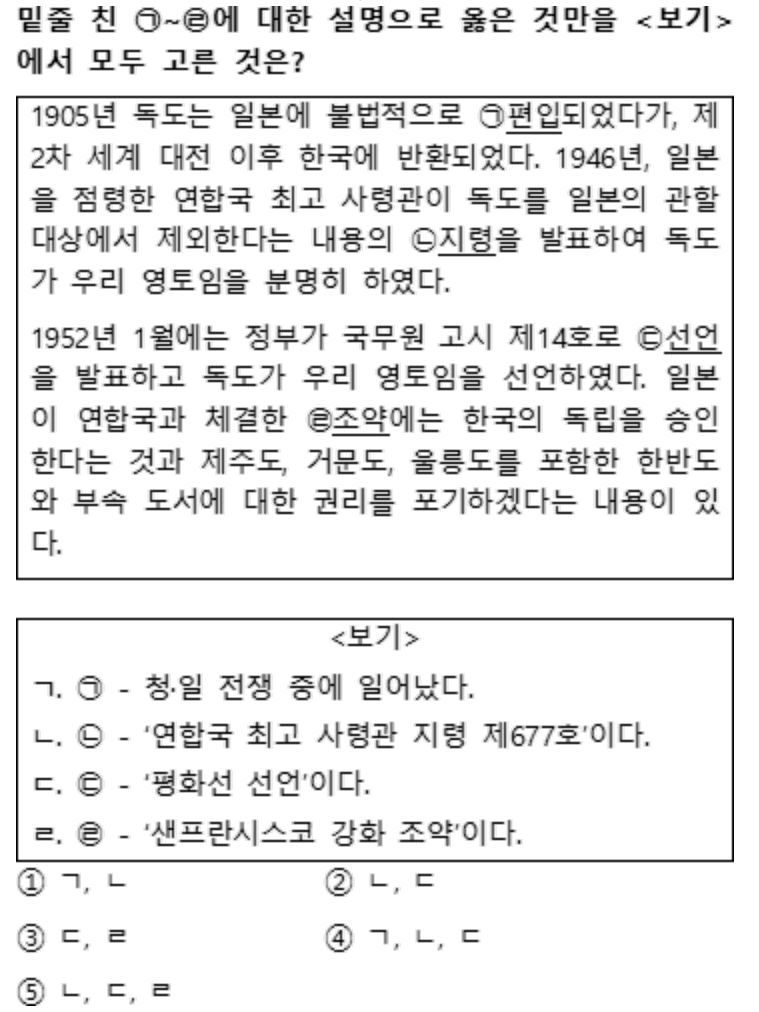 밑줄 친 ㉠~㉣에 대한 설명으로 옳은 것만을 <보기>
에서 모두 고른 것은?
1905년 독도는 일본에 불법적으로 ㉠편입되었다가, 제
2차 세계 대전 이후 한국에 반환되었다. 1946년, 일본
을 점령한 연합국 최고 사령관이 독도를 일본의 관할
대상에서 제외한다는 내용의 ㉡지령을 발표하여 독도
가 우리 영토임을 분명히 하였다.
1952년 1월에는 정부가 국무원 고시 제14호로 ㉢선언
을 발표하고 독도가 우리 영토임을 선언하였다. 일본
이 연합국과 체결한 ㉣조약에는 한국의 독립을 승인
한다는 것과 제주도, 거문도, 울릉도를 포함한 한반도
와 부속 도서에 대한 권리를 포기하겠다는 내용이 있
다.
<보기>
ㄱ. ㉠ - 청·일 전쟁 중에 일어났다.
ㄴ. ㉡ - ‘연합국 최고 사령관 지령 제677호’이다.
ㄷ. ㉢ - ‘평화선 선언’이다.
ㄹ. ㉣ - ‘샌프란시스코 강화 조약’이다.
① ㄱ, ㄴ ② ㄴ, ㄷ
③ ㄷ, ㄹ ④ ㄱ, ㄴ, ㄷ
⑤ ㄴ, ㄷ, ㄹ